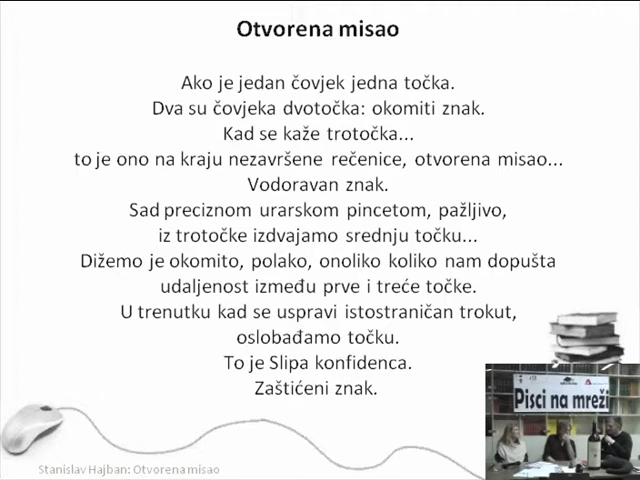 Otvorena misao
Ako je jedan čovjek jedna točka.
Dva su čovjeka dvotočka: okomiti znak.
Kad se kaže trotočka...
to je ono na kraju nezavršene rečenice, otvorena misao...
Vodoravan znak.
Sad preciznom urarskom pincetom, pažljivo,
iz trotočke izdvajamo srednju točku...
Dižemo je okomito, polako, onoliko koliko nam dopušta
udaljenost između prve i treće točke.
U trenutku kad se uspravi istostraničan trokut,
oslobađamo točku.
To je Slipa konfidenca.
Zaštićeni znak.
Pisci na mreži
Stanislav Hajban: Otvorena misao